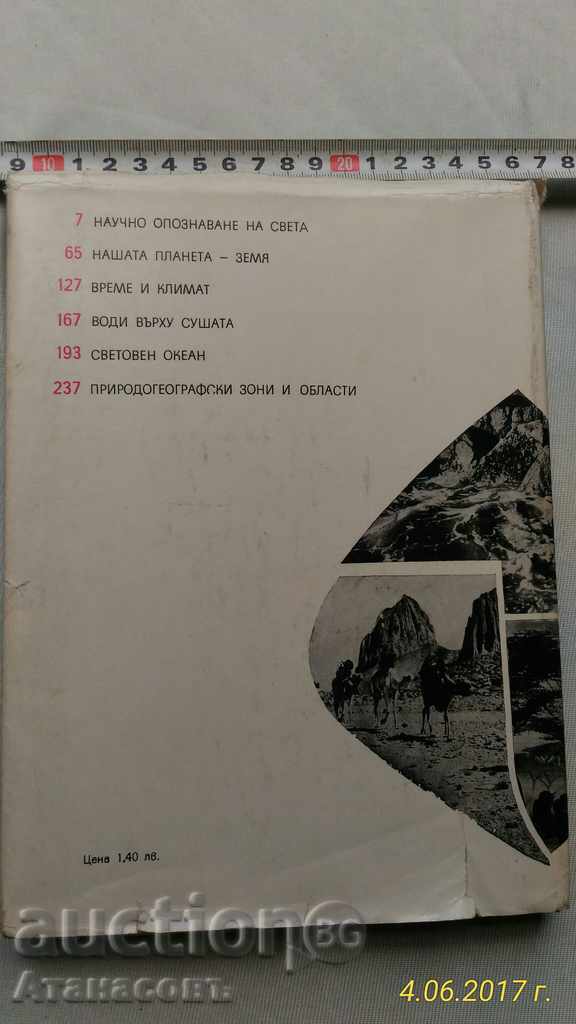 9 10 1 2 3 4 5 6 7 8 9 20 1 2 3 4 5 6 7 8
7 НАУЧНО ОПОЗНАВАНЕ НА СВЕТА
65 НАШАТА ПЛАНЕТА – ЗЕМЯ
127 ВРЕМЕ И КЛИМАТ
167 ВОДИ ВЪРХУ СУШАТА
193 СВЕТОВЕН ОКЕАН
237 ПРИРОДОГЕОГРАФСКИ ЗОНИ И ОБЛАСТИ
Цена 1.40 лв.
auctionBG
Атанасовъ
4.06.2017 г.